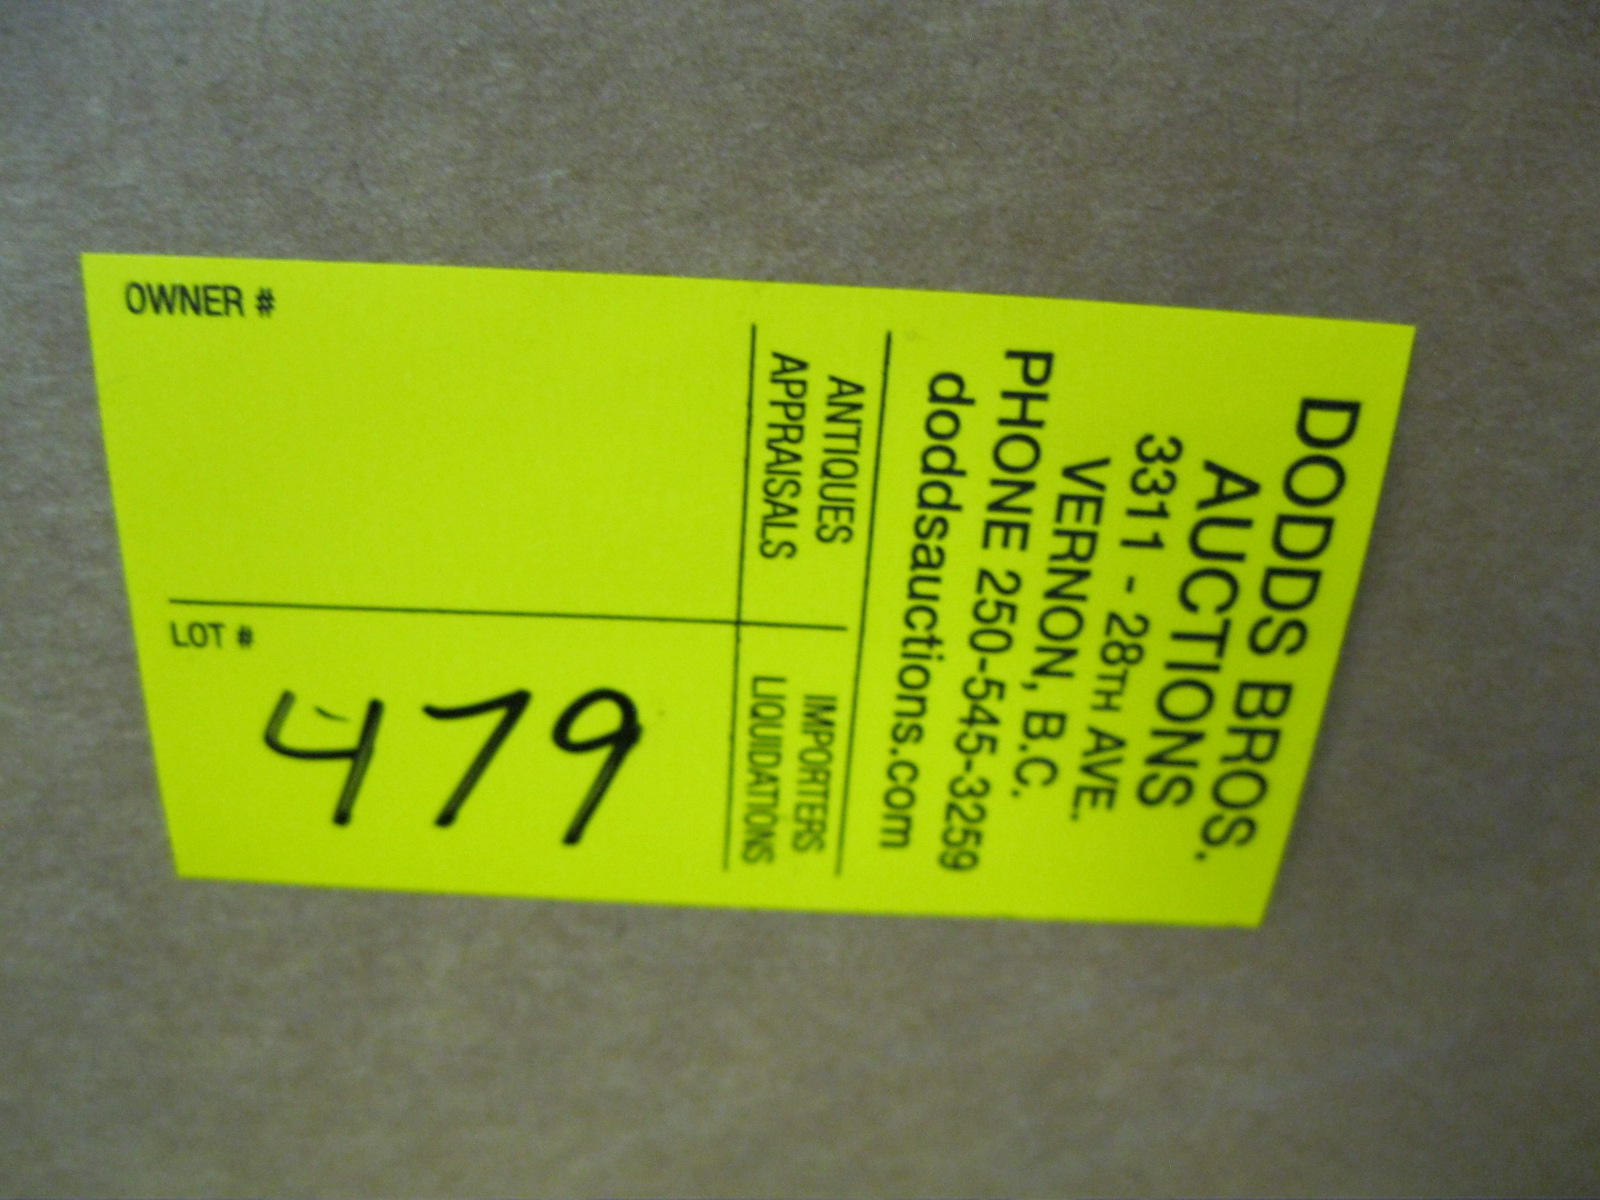 DODDS BROS.
AUCTIONS
3311 - 28TH AVE.
VERNON, B.C.
PHONE 250-545-3259
doddsauctions.com
ANTIQUES
APPRAISALS
IMPORTERS
LIQUIDATIONS
OWNER #
LOT #
479